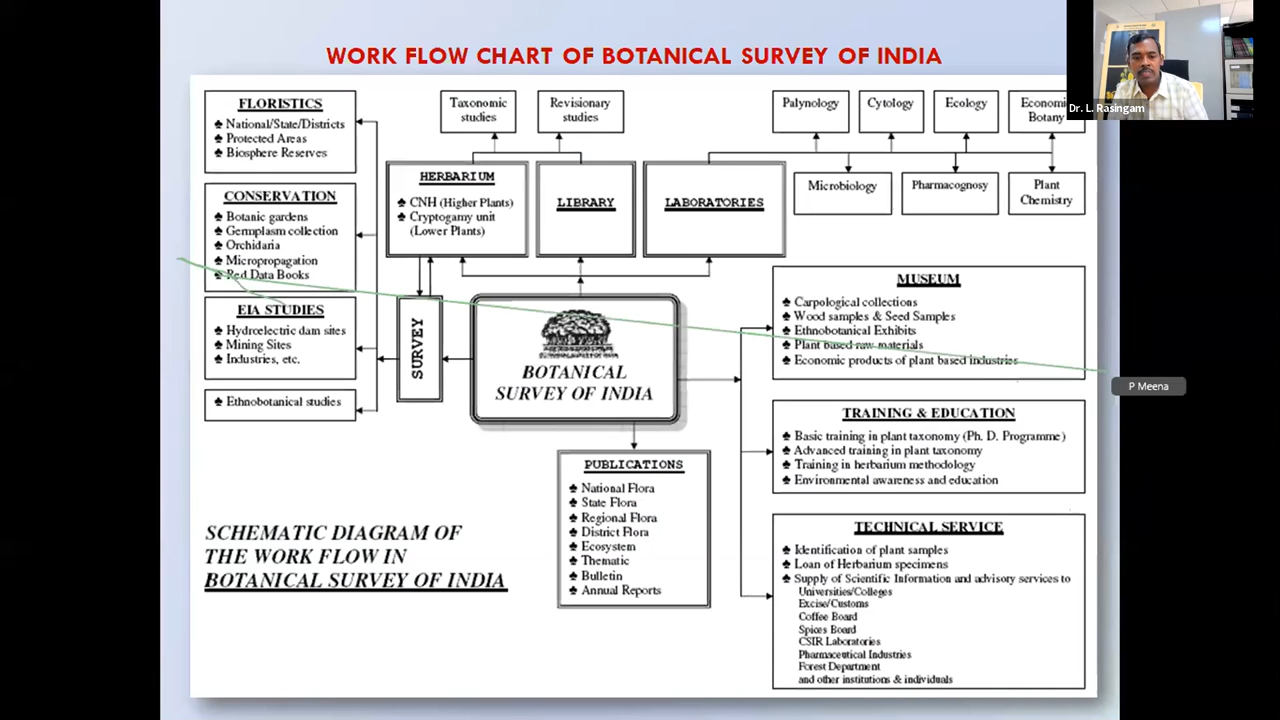 WORK FLOW CHART OF BOTANICAL SURVEY OF INDIA
Dr. L. Rasingam
FLORISTICS
♣ National/State/Districts
♣ Protected Areas
♣ Biosphere Reserves
CONSERVATION
♣ Botanic gardens
♣ Germplasm collection
♣ Orchidaria
♣ Micropropagation
♣ Red Data Books
EIA STUDIES
♣ Hydroelectric dam sites
♣ Mining Sites
♣ Industries, etc.
♣ Ethnobotanical studies
Taxonomic
studies
Revisionary
studies
HERBARIUM
♣ CNH (Higher Plants)
♣ Cryptogamy unit
(Lower Plants)
LIBRARY
LABORATORIES
Palynology
Cytology
Ecology
Botany
Microbiology
Pharmacognosy
Plant
Chemistry
SURVEY
BOTANICAL
SURVEY OF INDIA
MUSEUM
♣ Carpological collections
♣ Wood samples & Seed Samples
♣ Ethnobotanical Exhibits
♣ Plant based raw materials
♣ Economic products of plant based industries
P Meena
TRAINING & EDUCATION
♣ Basic training in plant taxonomy (Ph. D. Programme)
♣ Advanced training in plant taxonomy
♣ Training in herbarium methodology
♣ Environmental awareness and education
PUBLICATIONS
♣ National Flora
♣ State Flora
♣ Regional Flora
♣ District Flora
♣ Ecosystem
♣ Thematic
♣ Bulletin
♣ Annual Reports
TECHNICAL SERVICE
♣ Identification of plant samples
♣ Loan of Herbarium specimens
♣ Supply of Scientific Information and advisory services to
Universities/Colleges
Excise/Customs
Coffee Board
Spices Board
CSIR Laboratories
Pharmaceutical Industries
Forest Department
and other institutions & individuals
SCHEMATIC DIAGRAM OF
THE WORK FLOW IN
BOTANICAL SURVEY OF INDIA